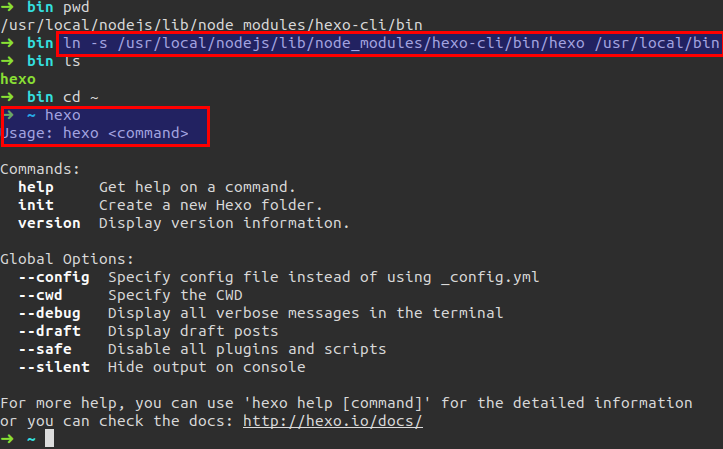 ➜  bin pwd
/usr/local/nodejs/lib/node_modules/hexo-cli/bin
➜  bin ln -s /usr/local/nodejs/lib/node_modules/hexo-cli/bin/hexo /usr/local/bin
➜  bin ls
hexo
➜  bin cd ~
➜  ~ hexo
Usage: hexo <command>

Commands:
  help     Get help on a command.
  init     Create a new Hexo folder.
  version  Display version information.

Global Options:
  --config  Specify config file instead of using _config.yml
  --cwd     Specify the CWD
  --debug   Display all verbose messages in the terminal
  --draft   Display draft posts
  --safe    Disable all plugins and scripts
  --silent  Hide output on console

For more help, you can use 'hexo help [command]' for the detailed information
or you can check the docs: http://hexo.io/docs/
➜  ~